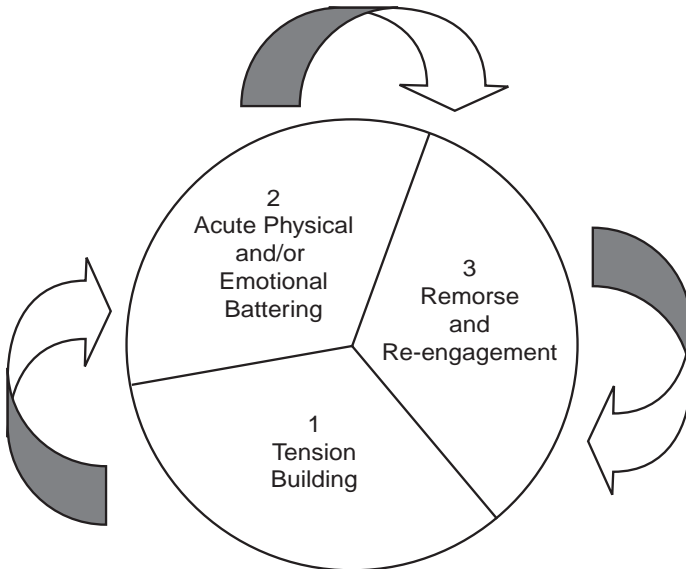 2
Acute Physical
and/or
Emotional
Battering
3
Remorse
and
Re-engagement
1
Tension
Building